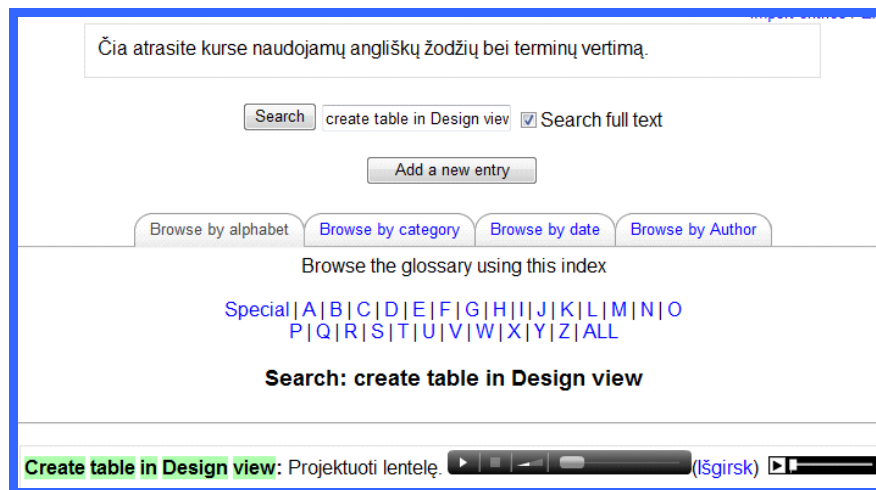 Čia atrasite kurse naudojamų angliškų žodžių bei terminų vertimą.
Search create table in Design view Search full text
Add a new entry
Browse by alphabet Browse by category Browse by date Browse by Author
Browse the glossary using this index
Special | A | B | C | D | E | F | G | H | I | J | K | L | M | N | O
P | Q | R | S | T | U | V | W | X | Y | Z | ALL
Search: create table in Design view
Create table in Design view: Projektuoti lentelę. (Išgirsk)